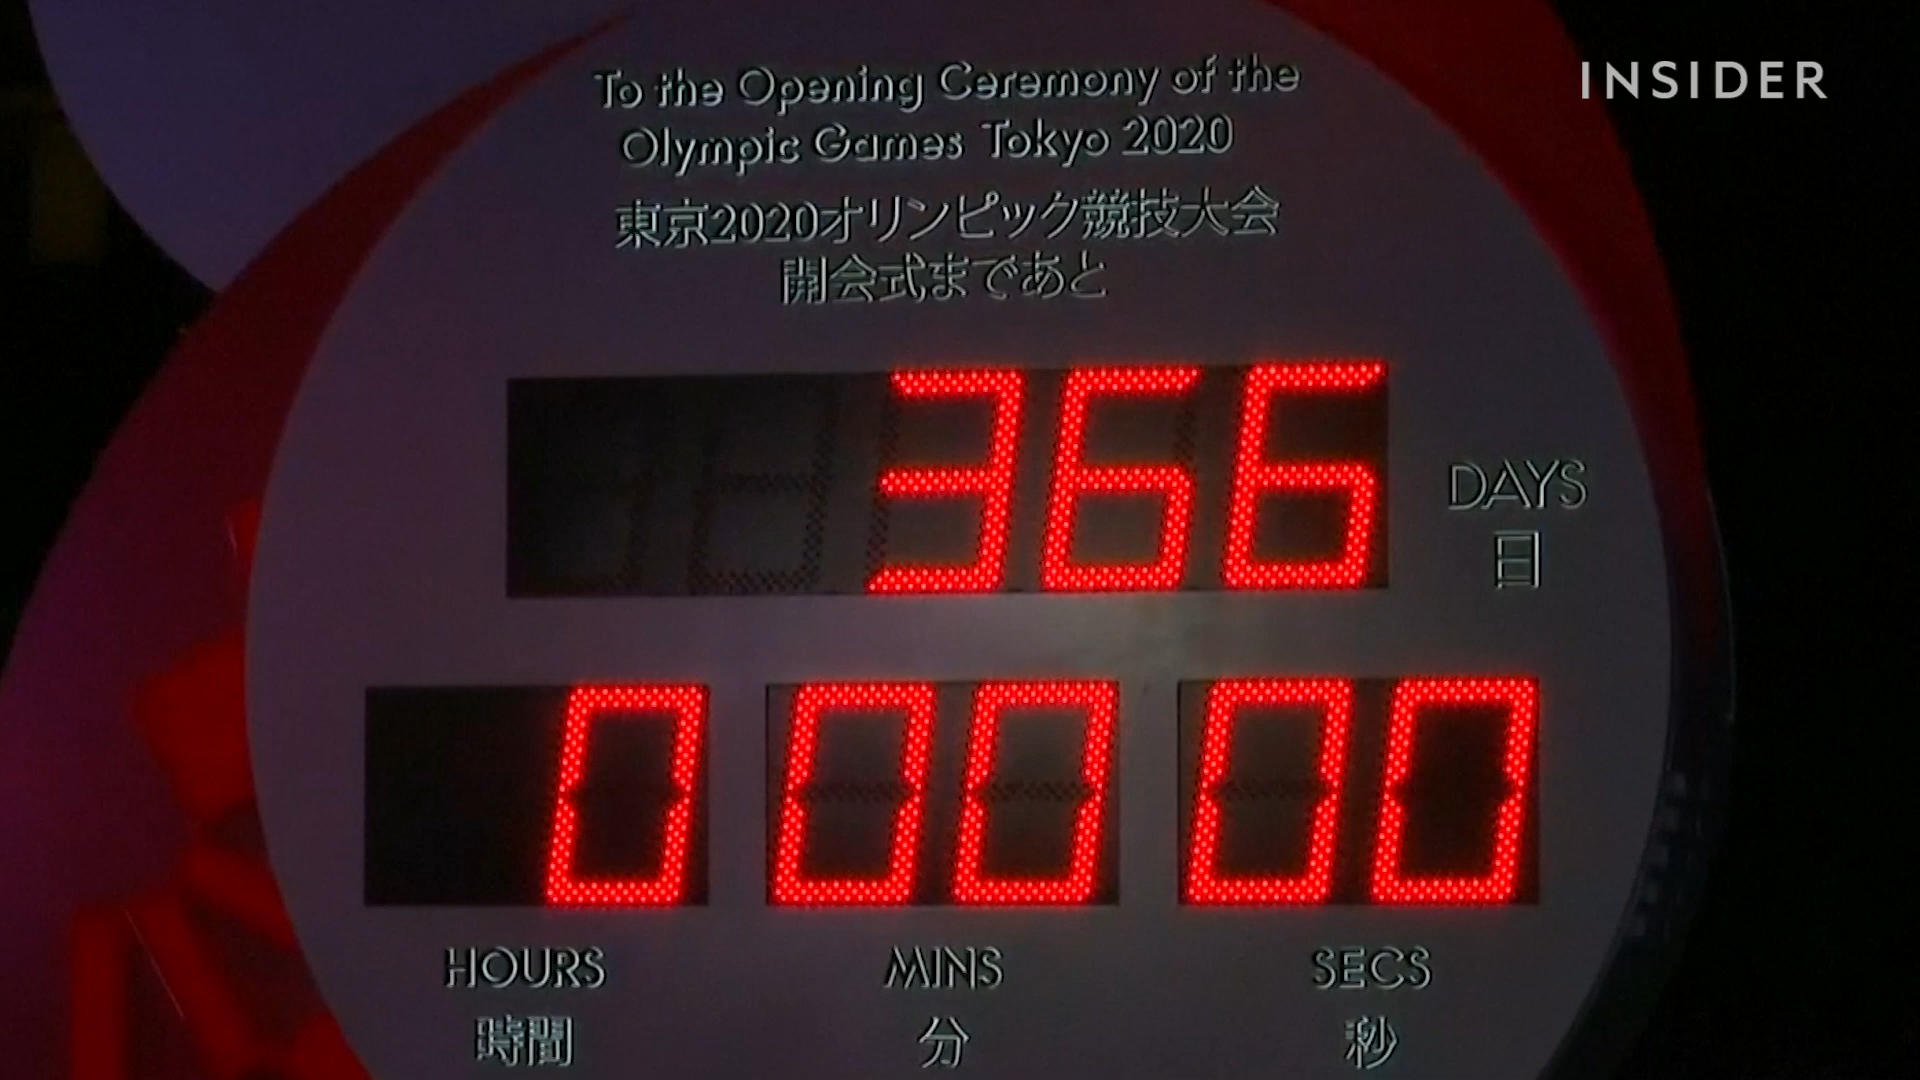 INSIDER
To the Opening Ceremony of the
Olympic Games Tokyo 2020
東京2020オリンピック競技大会
開会式まであと
366
DAYS
日
0 00 00
HOURS MINS SECS
時間 分 秒